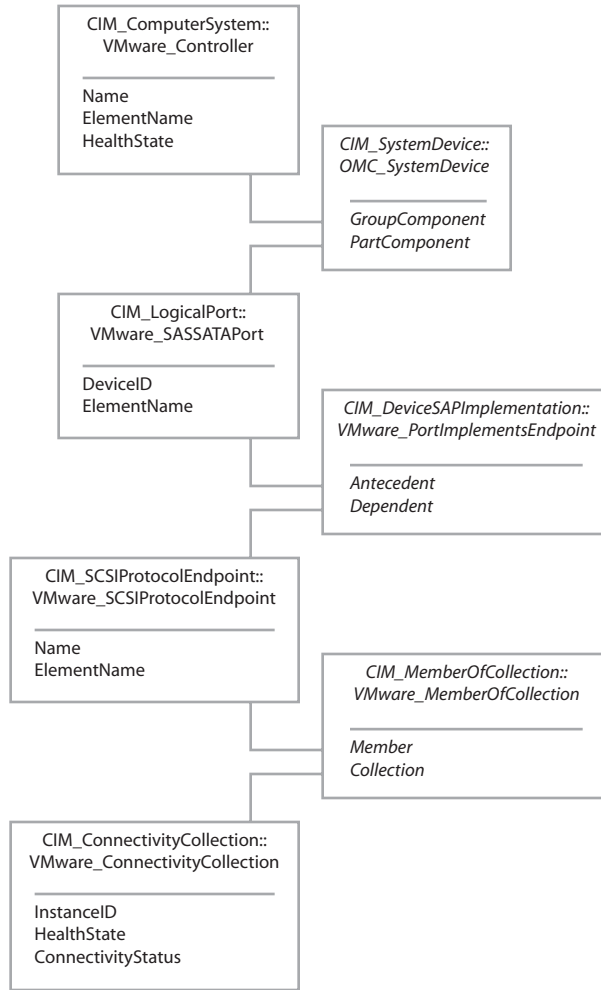 CIM_ComputerSystem::
VMware_Controller
Name
ElementName
HealthState
CIM_SystemDevice::
OMC_SystemDevice
GroupComponent
PartComponent
CIM_LogicalPort::
VMware_SASSATAPort
DeviceID
ElementName
CIM_DeviceSAPImplementation::
VMware_PortImplementsEndpoint
Antecedent
Dependent
CIM_SCSIProtocolEndpoint::
VMware_SCSIProtocolEndpoint
Name
ElementName
CIM_MemberOfCollection::
VMware_MemberOfCollection
Member
Collection
CIM_ConnectivityCollection::
VMware_ConnectivityCollection
InstanceID
HealthState
ConnectivityStatus